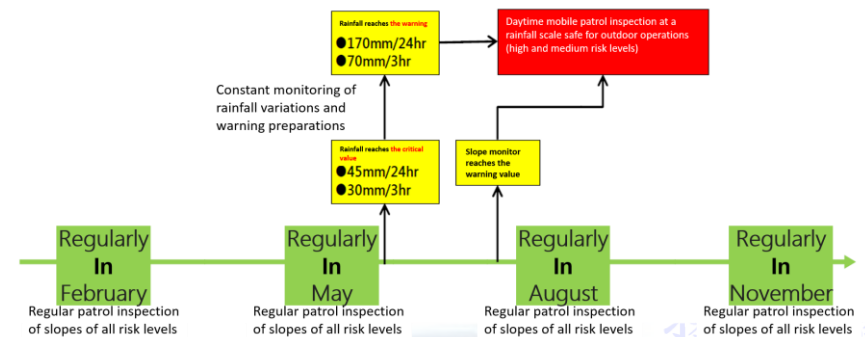 Rainfall reaches the warning
●170mm/24hr
●70mm/3hr
Daytime mobile patrol inspection at a
rainfall scale safe for outdoor operations
(high and medium risk levels)
Constant monitoring of
rainfall variations and
warning preparations
Rainfall reaches the critical
value
●45mm/24hr
●30mm/3hr
Slope monitor
reaches the
warning value
Regularly
In
February
Regular patrol inspection
of slopes of all risk levels
Regularly
In
May
Regular patrol inspection
of slopes of all risk levels
Regularly
In
August
Regular patrol inspection
of slopes of all risk levels
Regularly
In
November
Regular patrol inspection
of slopes of all risk levels